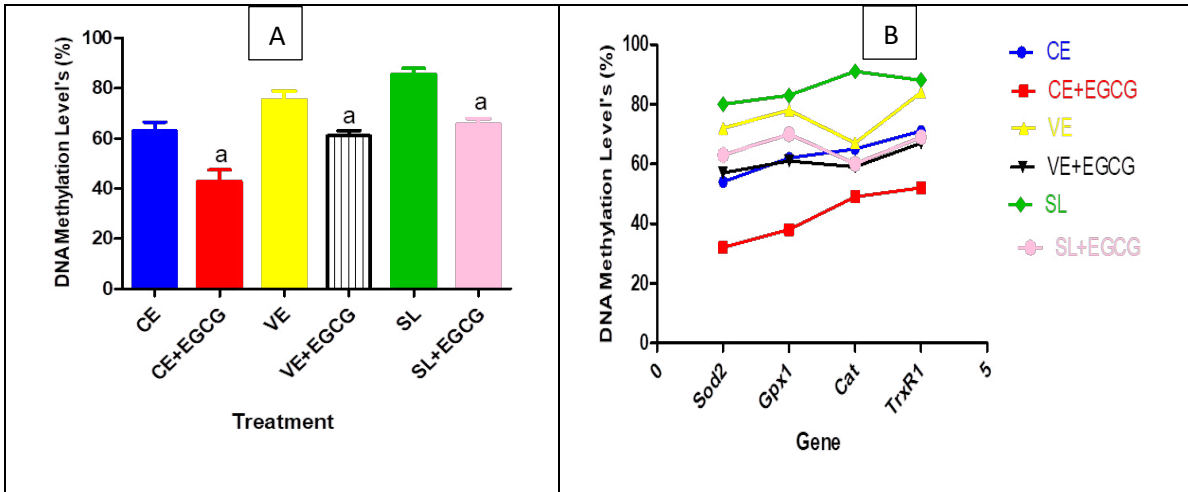 A
DNA Methylation Level's (%)
100
80
60
40
20
0
a
a
a
CE
CE+EGCG
VE
VE+EGCG
SL
SL+EGCG
Treatment
B
DNA Methylation Level's (%)
100
80
60
40
20
0
0
Sod2
Gpx1
Cat
TrxR1
5
Gene
CE
CE+EGCG
VE
VE+EGCG
SL
SL+EGCG